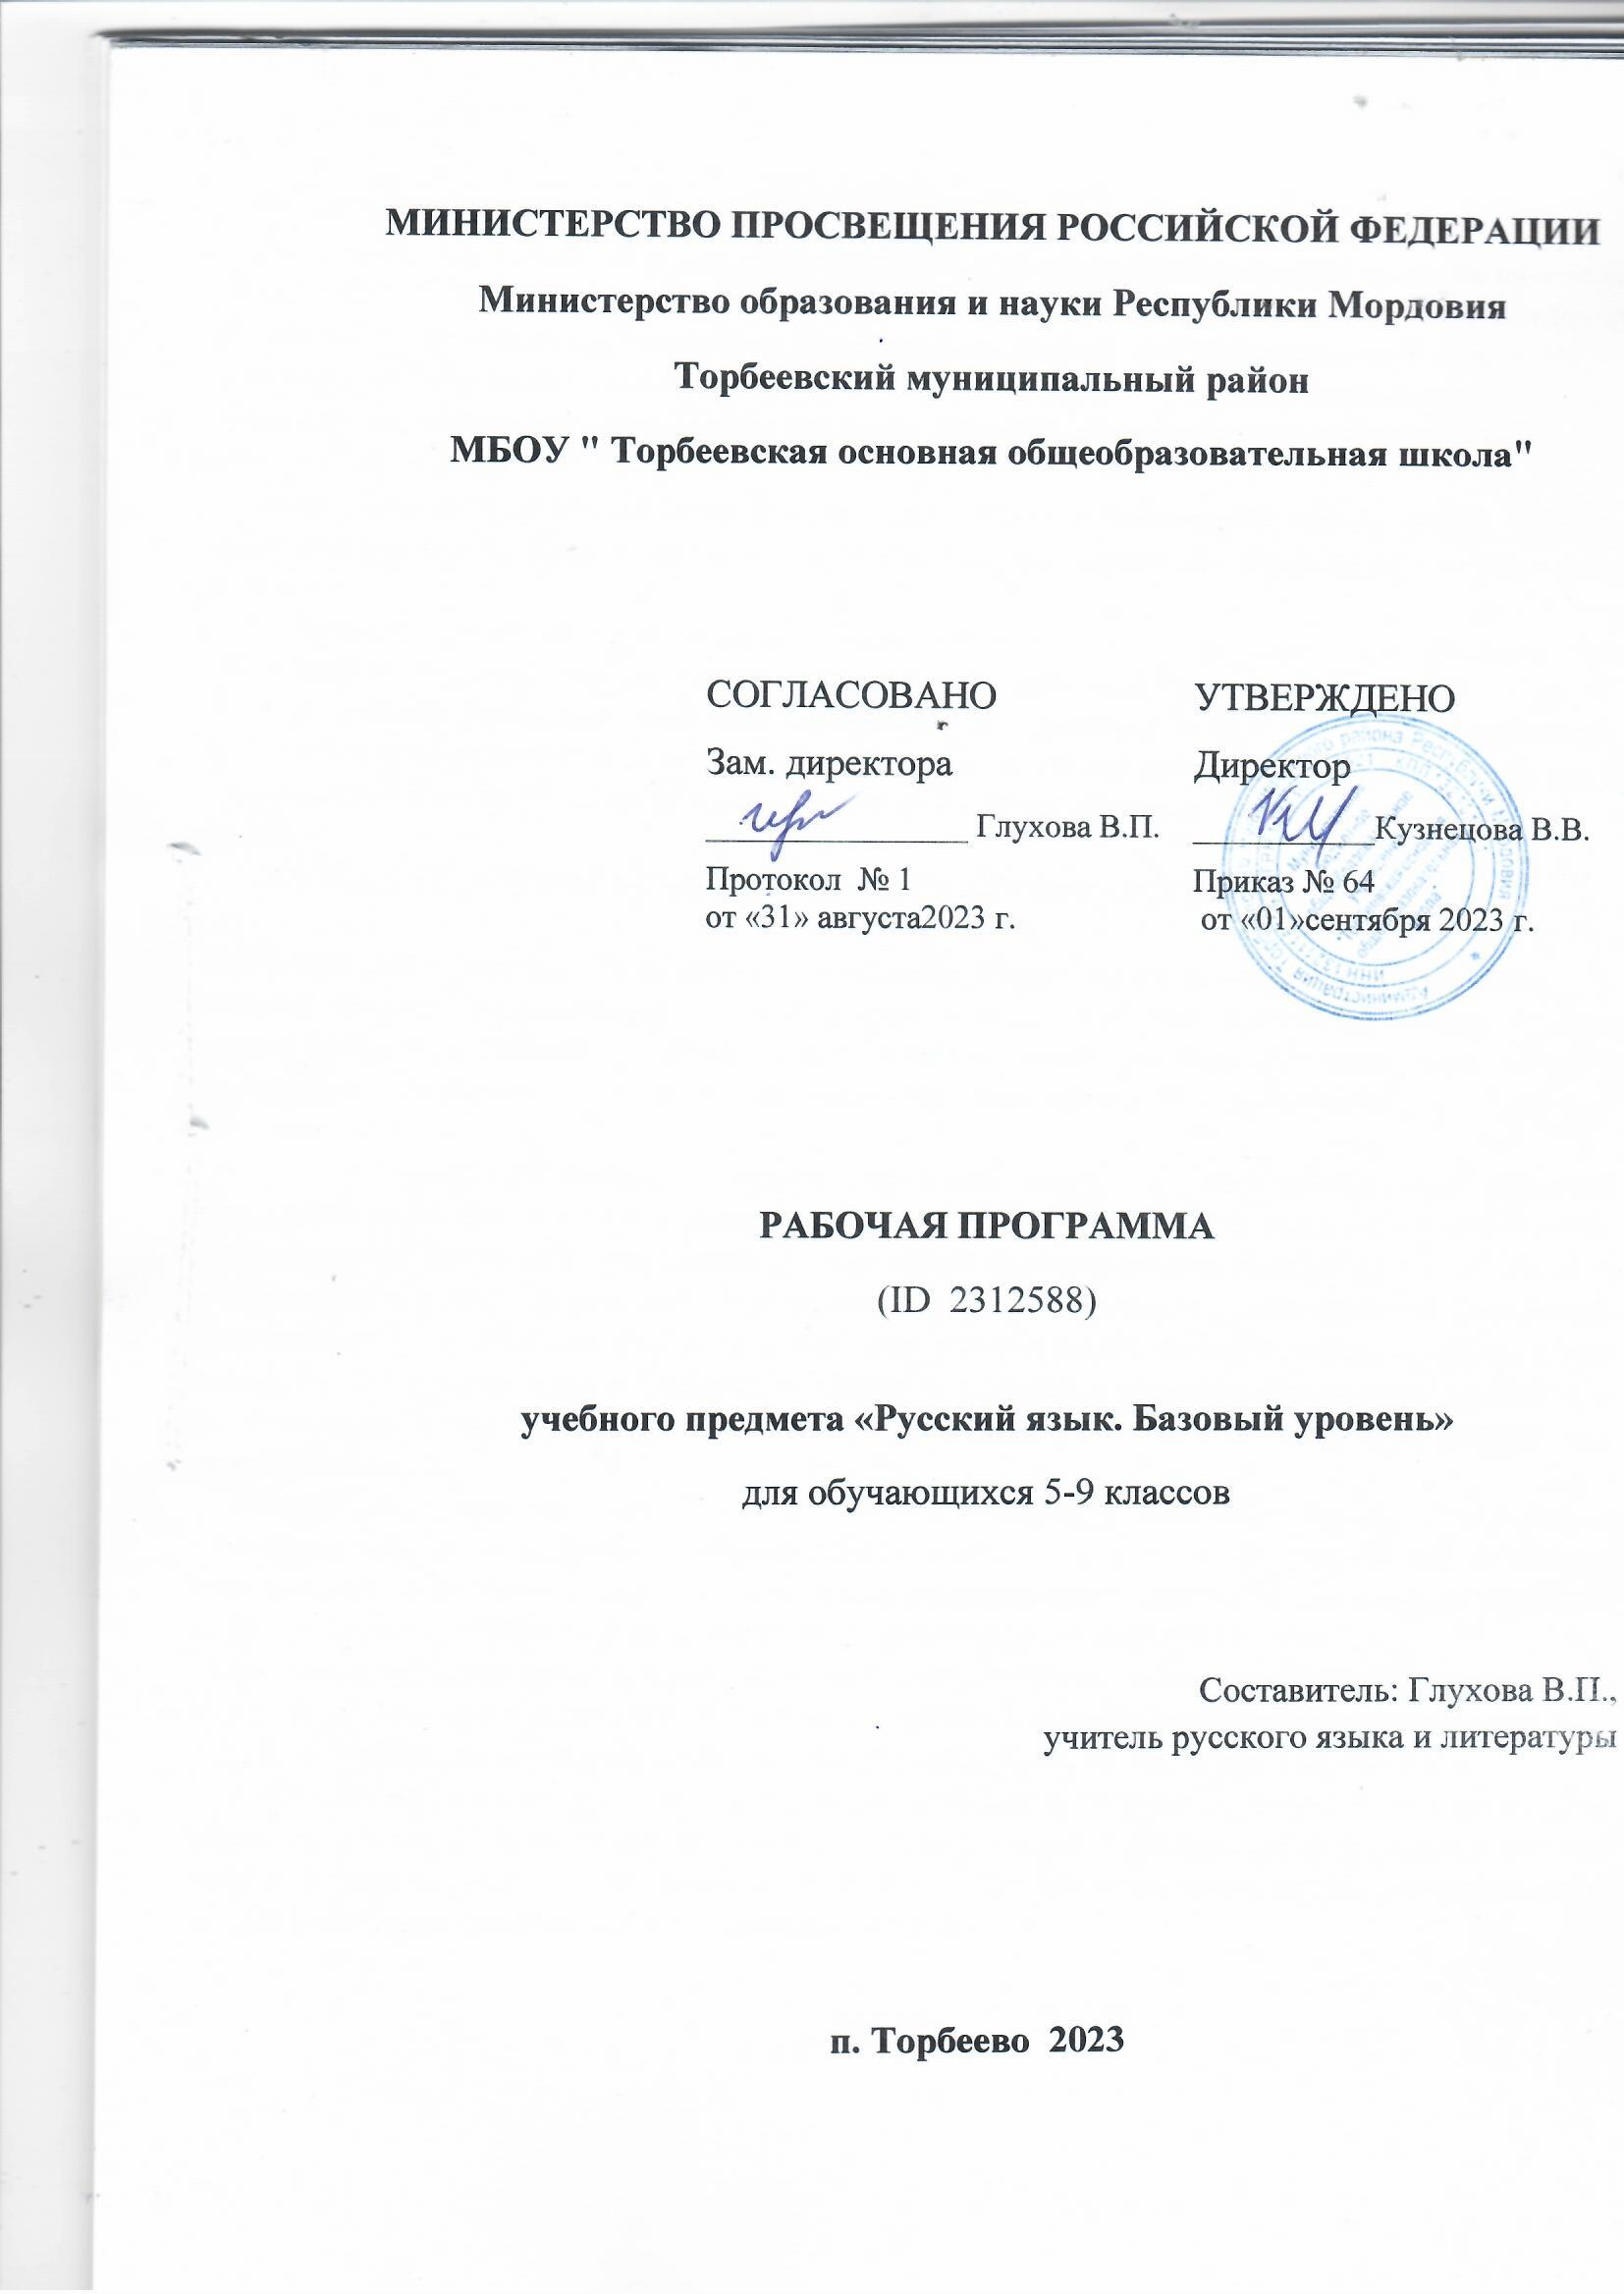 МИНИСТЕРСТВО ПРОСВЕЩЕНИЯ РОССИЙСКОЙ ФЕДЕРАЦИИ
Министерство образования и науки Республики Мордовия
Торбеевский муниципальный район
МБОУ " Торбеевская основная общеобразовательная школа"
СОГЛАСОВАНО
Зам. директора
Глухова В.П.
Протокол № 1
от «31» августа2023 г.
УТВЕРЖДЕНО
Директор
Кузнецова В.В.
Приказ № 64
от «01»сентября 2023 г.
РАБОЧАЯ ПРОГРАММА
(ID 2312588)
учебного предмета «Русский язык. Базовый уровень»
для обучающихся 5-9 классов
Составитель: Глухова В.П.,
учитель русского языка и литературы
п. Торбеево 2023